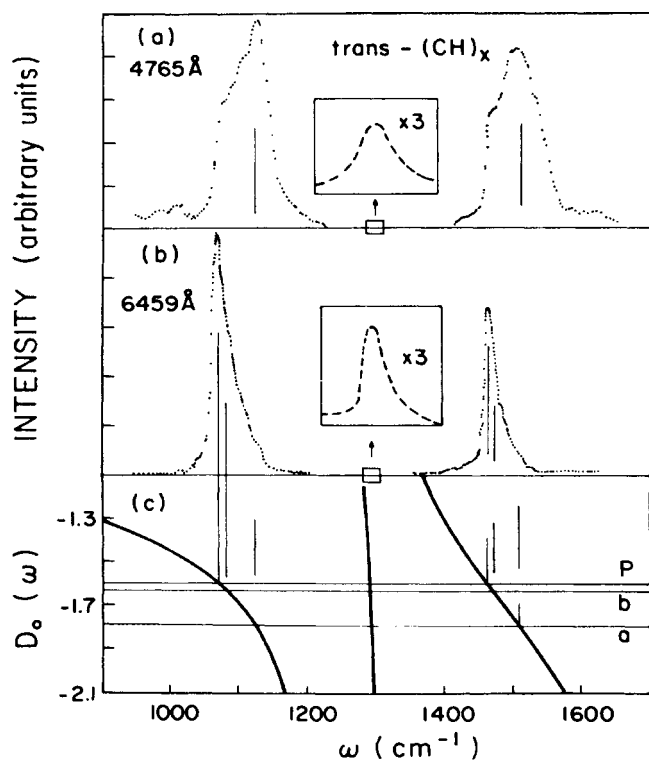 (a)
4765Å
trans - (CH)ₓ
x3
(b)
6459Å
x3
INTENSITY (arbitrary units)
(c)
-1.3
-1.7
-2.1
D₀ (ω)
P
b
a
1000 1200 1400 1600
ω (cm⁻¹)